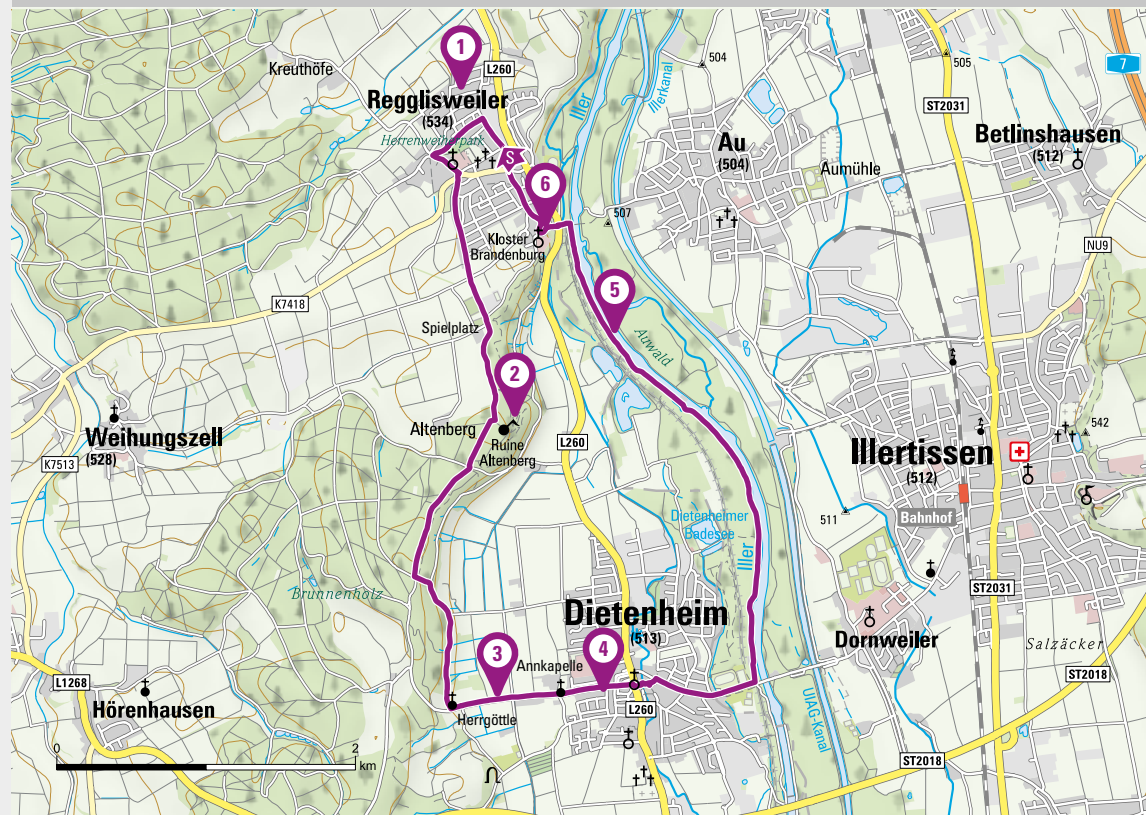 1
Kreuthöfe
L260
Regglisweiler
(534)
Herrenweiherpark
S
6
Kloster
Brandenburg
Iller
Illerkanal
504
Au
(504)
Aumühle
507
505
7
ST2031
Betlinshausen
(512)
NU9
K7418
Spielplatz
5
Auwald
2
Altenberg
Ruine
Altenberg
L260
Weihungszell
(528)
K7513
542
Illertissen
(512)
Bahnhof
511
Dietenheimer
Badesee
Iller
Brunnenholz
Dietenheim
(513)
ST2031
Dornweiler
Salzäcker
ST2018
3
Annkapelle
4
L1268
Hörenhausen
Herrgöttle
L260
UIAG-Kanal
ST2018
0
2
km